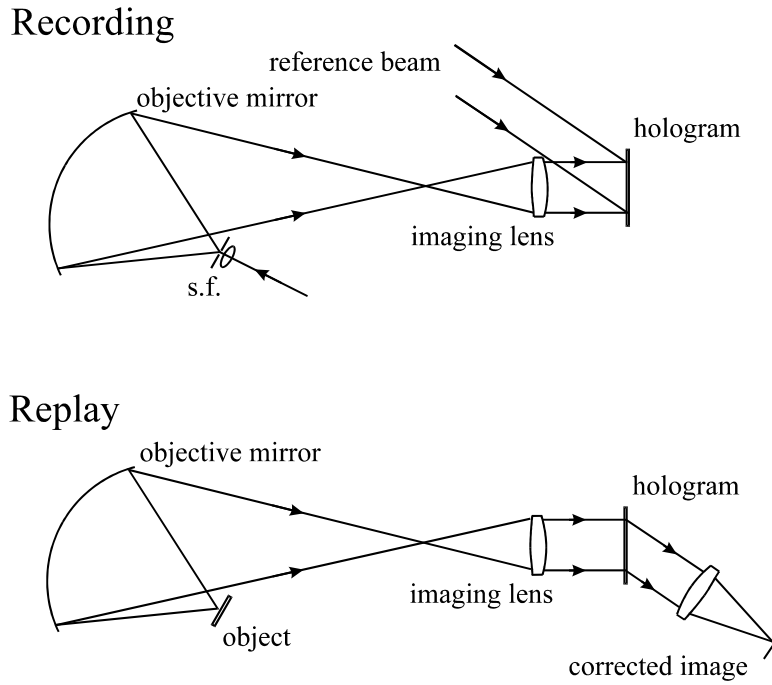 Recording
reference beam
objective mirror
hologram
imaging lens
s.f.
Replay
objective mirror
hologram
imaging lens
object
corrected image